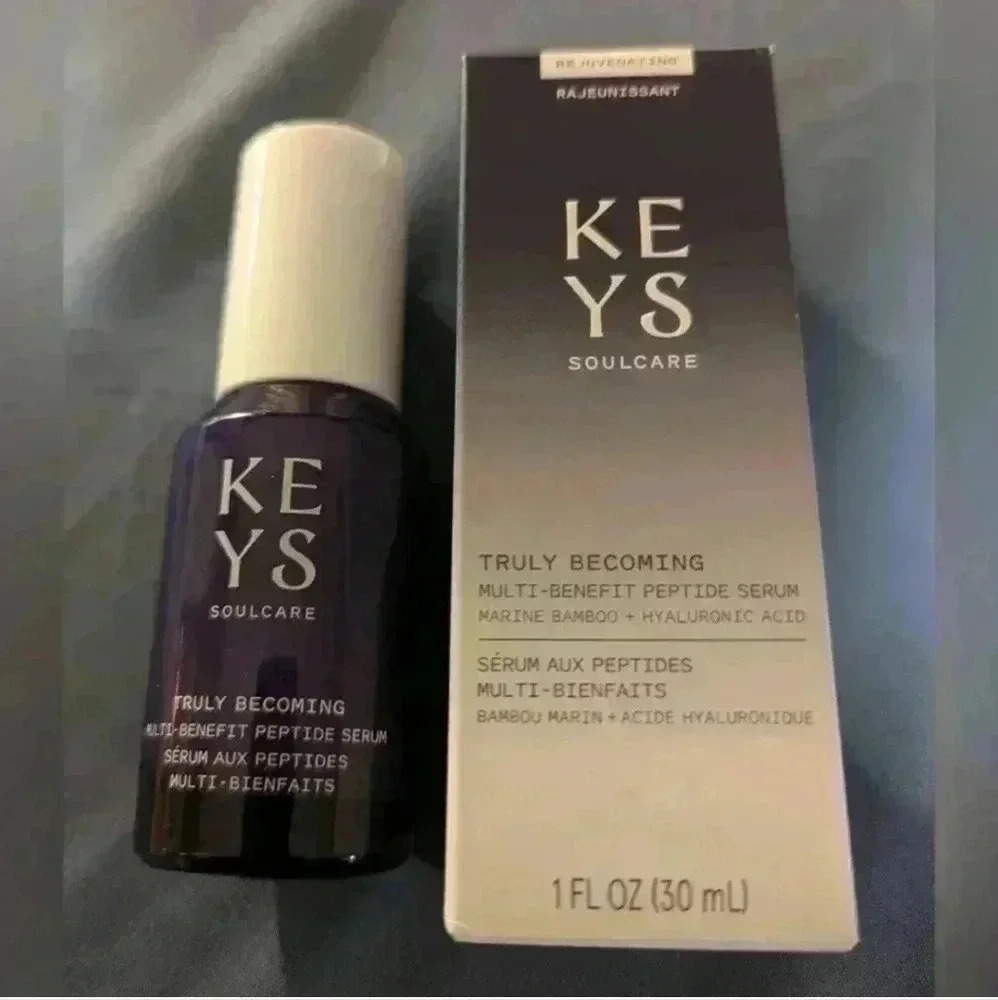 KE
YS
SOULCARE
TRULY BECOMING
MULTI-BENEFIT PEPTIDE SERUM
SÉRUM AUX PEPTIDES
MULTI-BIENFAITS
REJUVENATING
RAJEUNISSANT
KE
YS
SOULCARE
TRULY BECOMING
MULTI-BENEFIT PEPTIDE SERUM
MARINE BAMBOO + HYALURONIC ACID
SÉRUM AUX PEPTIDES
MULTI-BIENFAITS
BAMBOU MARIN + ACIDE HYALURONIQUE
1 FL OZ (30 mL)